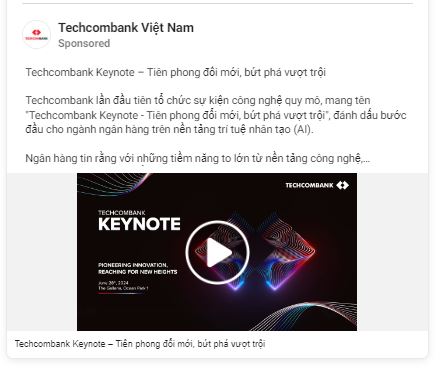 Techcombank Việt Nam
Sponsored
Techcombank Keynote – Tiên phong đổi mới, bứt phá vượt trội
Techcombank lần đầu tiên tổ chức sự kiện công nghệ quy mô, mang tên
"Techcombank Keynote - Tiên phong đổi mới, bứt phá vượt trội", đánh dấu bước
đầu cho ngành ngân hàng trên nền tảng trí tuệ nhân tạo (AI).
Ngân hàng tin rằng với những tiềm năng to lớn từ nền tảng công nghệ,...
TECHCOMBANK
TECHCOMBANK
KEYNOTE
PIONEERING INNOVATION,
REACHING FOR NEW HEIGHTS
June 28th, 2024
The Galleria, Ocean Park 1
Techcombank Keynote – Tiên phong đổi mới, bứt phá vượt trội